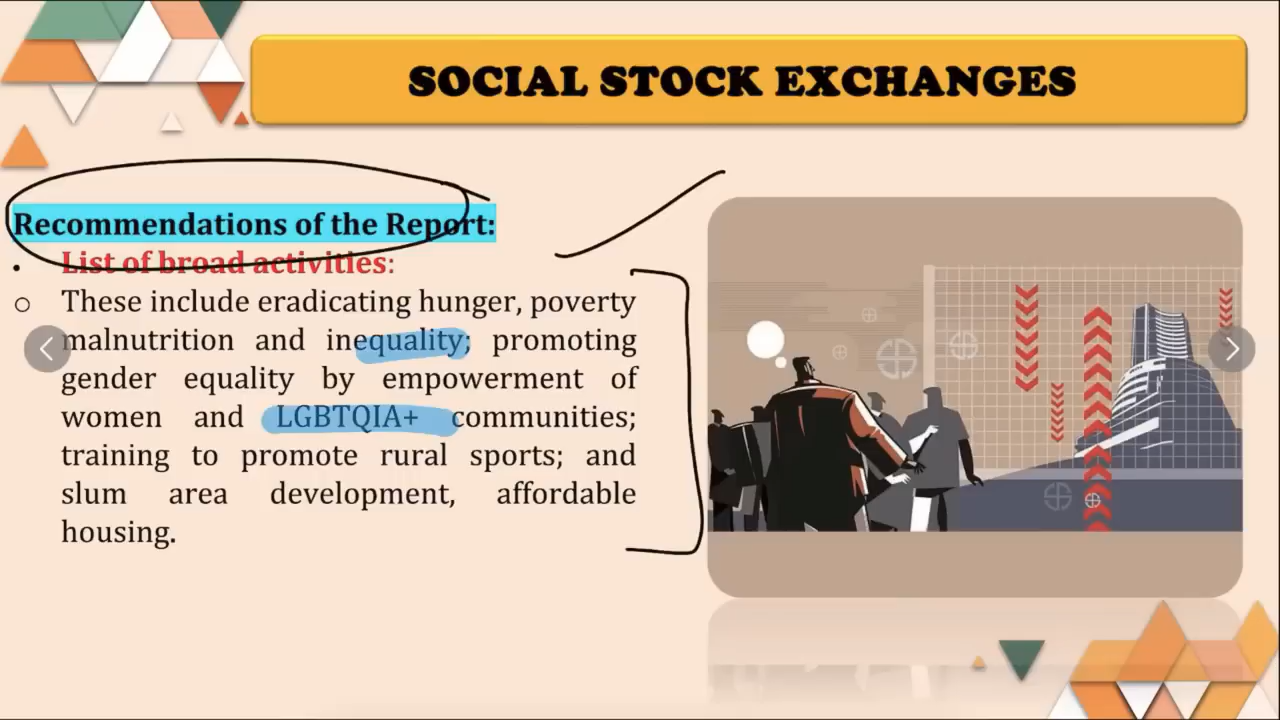 SOCIAL STOCK EXCHANGES
Recommendations of the Report:
• List of broad activities:
o These include eradicating hunger, poverty
malnutrition and inequality; promoting
gender equality by empowerment of
women and LGBTQIA+ communities;
training to promote rural sports; and
slum area development, affordable
housing.